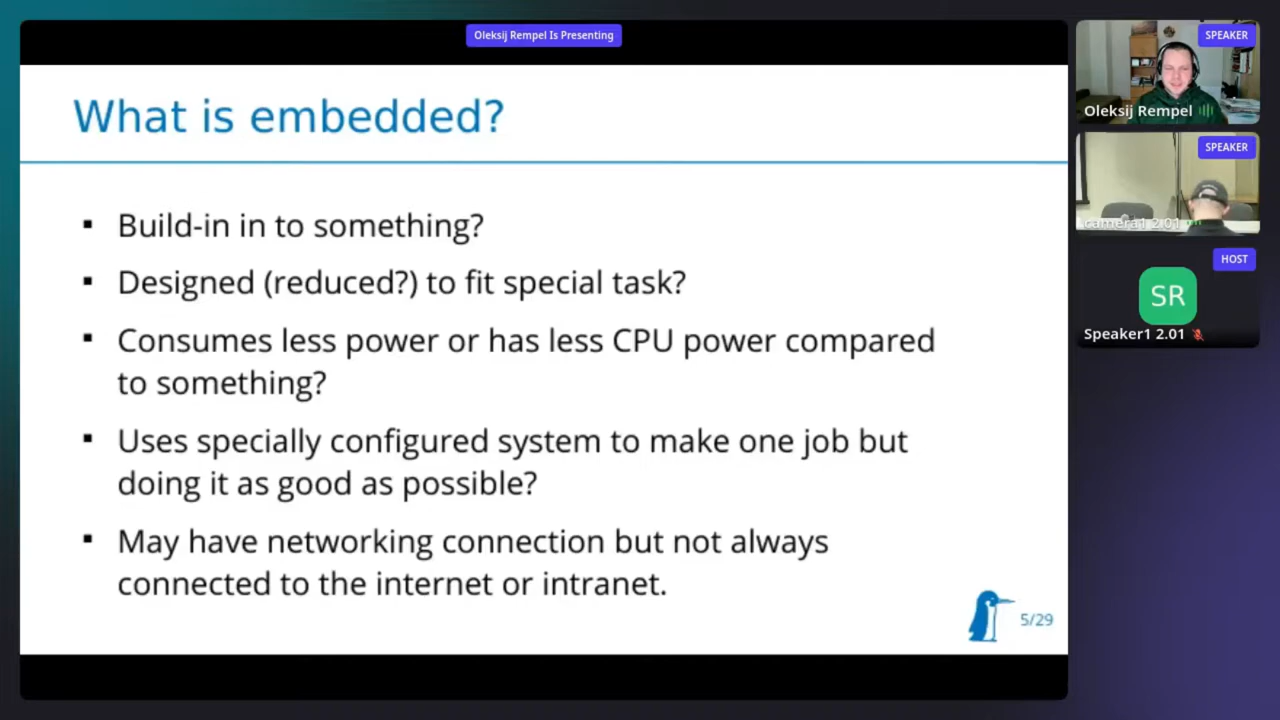 Oleksij Rempel Is Presenting
What is embedded?
▪ Build-in in to something?
▪ Designed (reduced?) to fit special task?
▪ Consumes less power or has less CPU power compared
to something?
▪ Uses specially configured system to make one job but
doing it as good as possible?
▪ May have networking connection but not always
connected to the internet or intranet.
5/29
SPEAKER
Oleksij Rempel
SPEAKER
camera1 2.01
HOST
SR
Speaker1 2.01